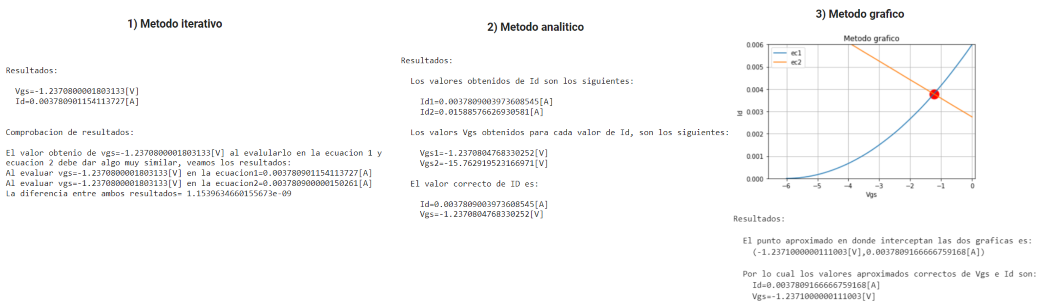 1) Metodo iterativo
Resultados:
Vgs=-1.2370800001803133[V]
Id=0.003780901154113727[A]
Comprobacion de resultados:
El valor obtenio de vgs=-1.2370800001803133[V] al evalularlo en la ecuacion 1 y
ecuacion 2 debe dar algo muy similar, veamos los resultados:
Al evaluar vgs=-1.2370800001803133[V] en la ecuacion1=0.003780901154113727[A]
Al evaluar vgs=-1.2370800001803133[V] en la ecuacion2=0.003780900000150261[A]
La diferencia entre ambos resultados= 1.1539634660155673e-09
2) Metodo analitico
Resultados:
Los valores obtenidos de Id son los siguientes:
Id1=0.0037809003973608545[A]
Id2=0.01588576626930581[A]
Los valors Vgs obtenidos para cada valor de Id, son los siguientes:
Vgs1=-1.2370804768330252[V]
Vgs2=-15.762919523166971[V]
El valor correcto de ID es:
Id=0.0037809003973608545[A]
Vgs=-1.2370804768330252[V]
3) Metodo grafico
Metodo grafico
ec1
ec2
0.006
0.005
0.004
0.003
0.002
0.001
0.000
Id
-6 -5 -4 -3 -2 -1 0
Vgs
Resultados:
El punto aproximado en donde interceptan las dos graficas es:
(-1.2371000000111003[V],0.0037809166666759168[A])
Por lo cual los valores aproximados correctos de Vgs e Id son:
Id=0.0037809166666759168[A]
Vgs=-1.2371000000111003[V]